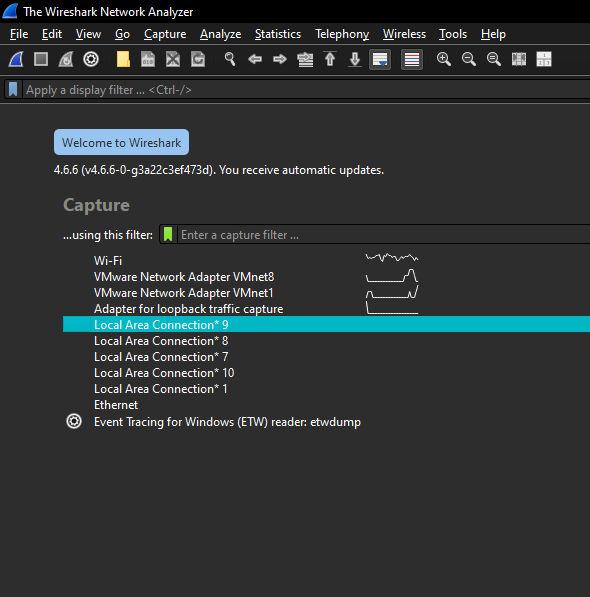 The Wireshark Network Analyzer
File Edit View Go Capture Analyze Statistics Telephony Wireless Tools Help
Apply a display filter ... <Ctrl-/>
Welcome to Wireshark
4.6.6 (v4.6.6-0-g3a22c3ef473d). You receive automatic updates.
Capture
...using this filter: Enter a capture filter ...
Wi-Fi
VMware Network Adapter VMnet8
VMware Network Adapter VMnet1
Adapter for loopback traffic capture
Local Area Connection* 9
Local Area Connection* 8
Local Area Connection* 7
Local Area Connection* 10
Local Area Connection* 1
Ethernet
Event Tracing for Windows (ETW) reader: etwdump